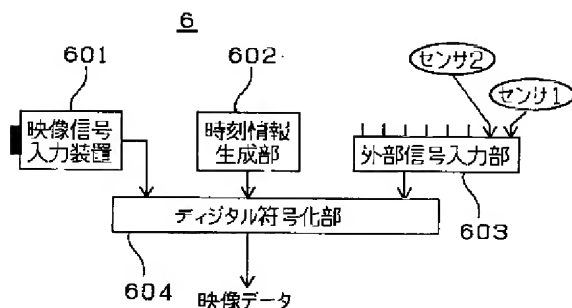 6
601
602
センサ2
センサ1
映像信号
入力装置
時刻情報
生成部
外部信号入力部
603
ディジタル符号化部
604
映像データ